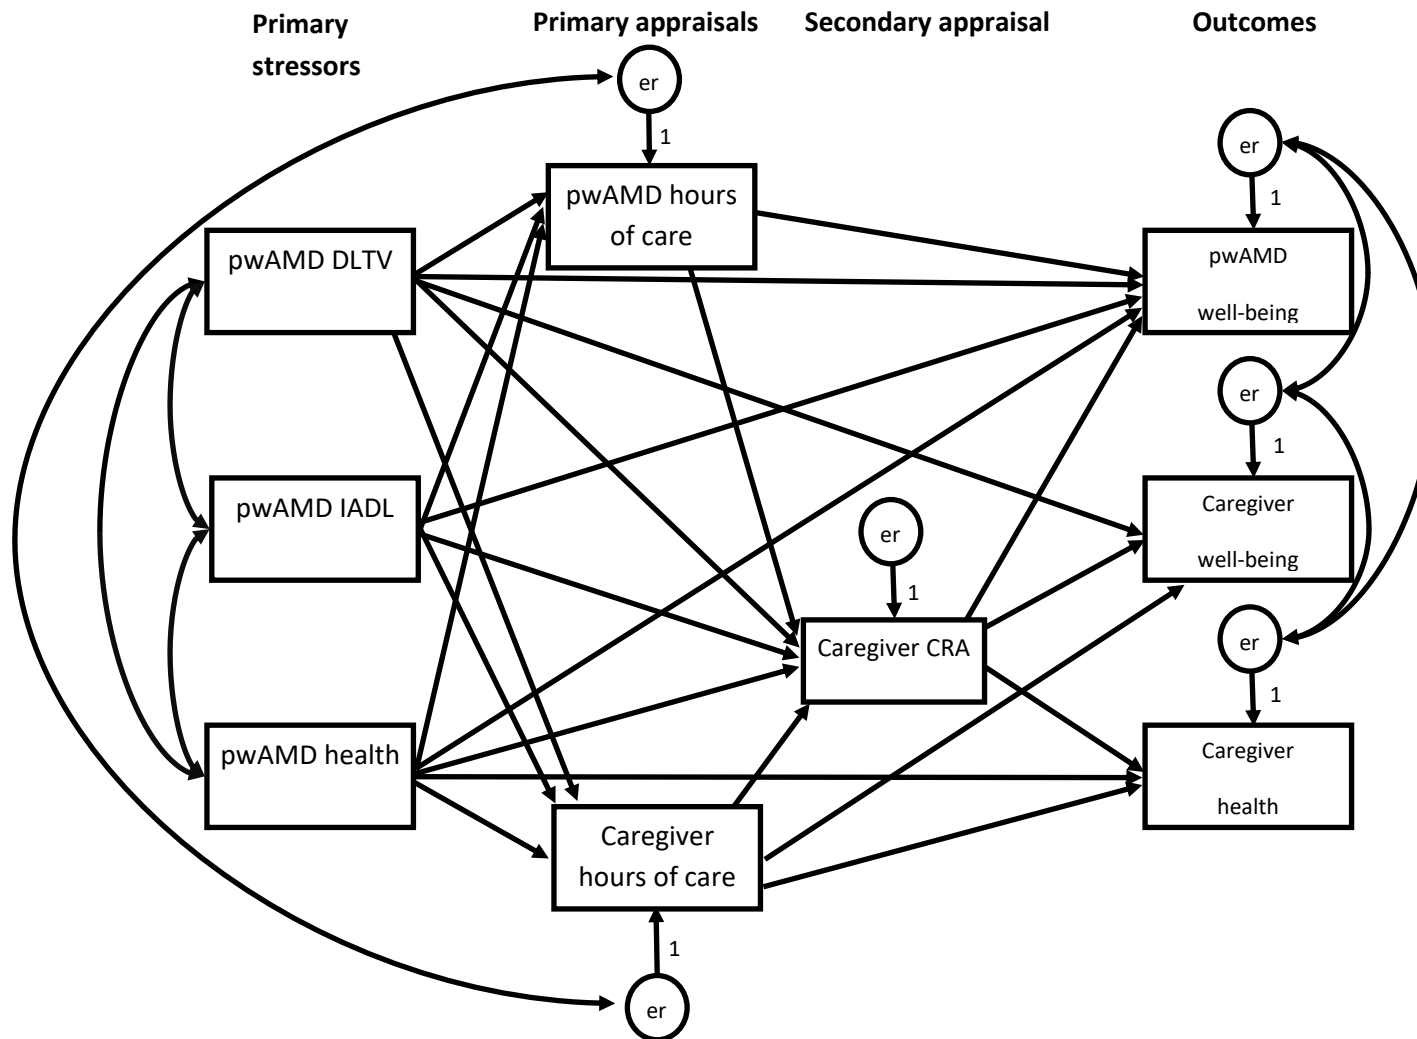 Primary
stressors
Primary appraisals
Secondary appraisal
Outcomes
er
1
pwAMD hours
of care
er
1
pwAMD
well-being
pwAMD DLTV
er
1
Caregiver
well-being
pwAMD IADL
er
1
Caregiver CRA
er
1
Caregiver
health
pwAMD health
Caregiver
hours of care
1
er